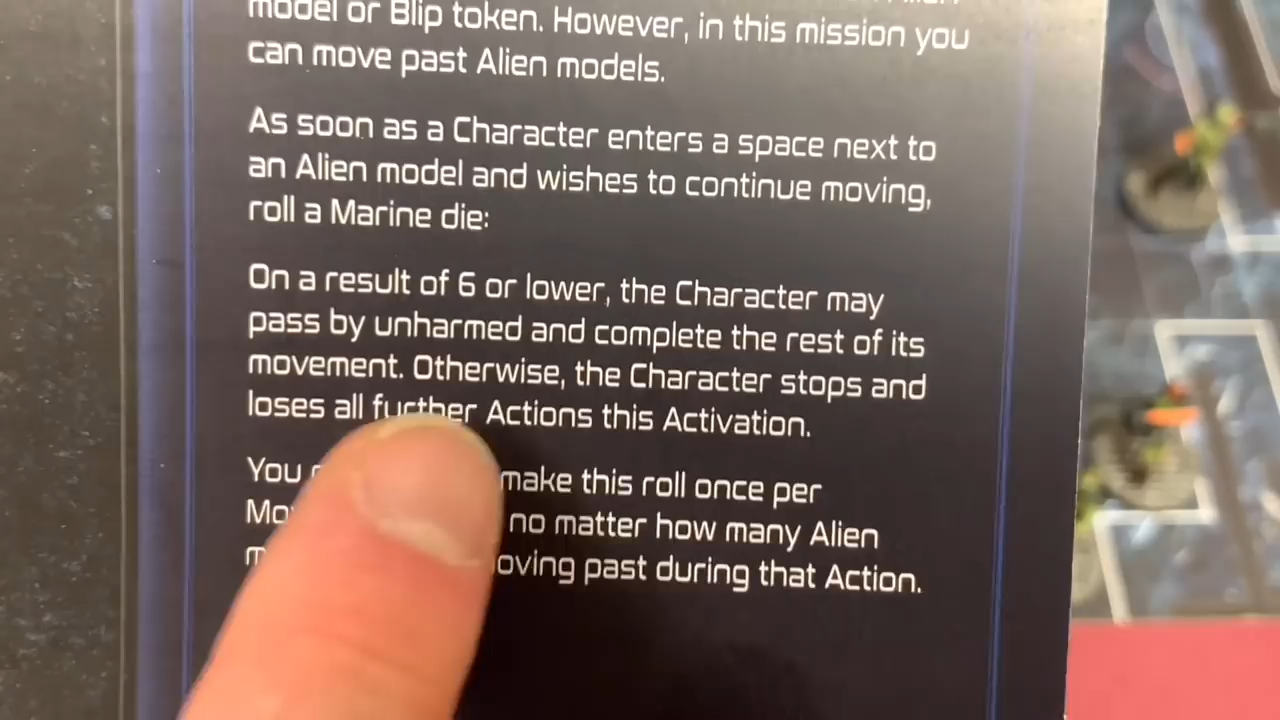 model or Blip token. However, in this mission you
can move past Alien models.
As soon as a Character enters a space next to
an Alien model and wishes to continue moving,
roll a Marine die:
On a result of 6 or lower, the Character may
pass by unharmed and complete the rest of its
movement. Otherwise, the Character stops and
loses all further Actions this Activation.
You make this roll once per
no matter how many Alien
past during that Action.